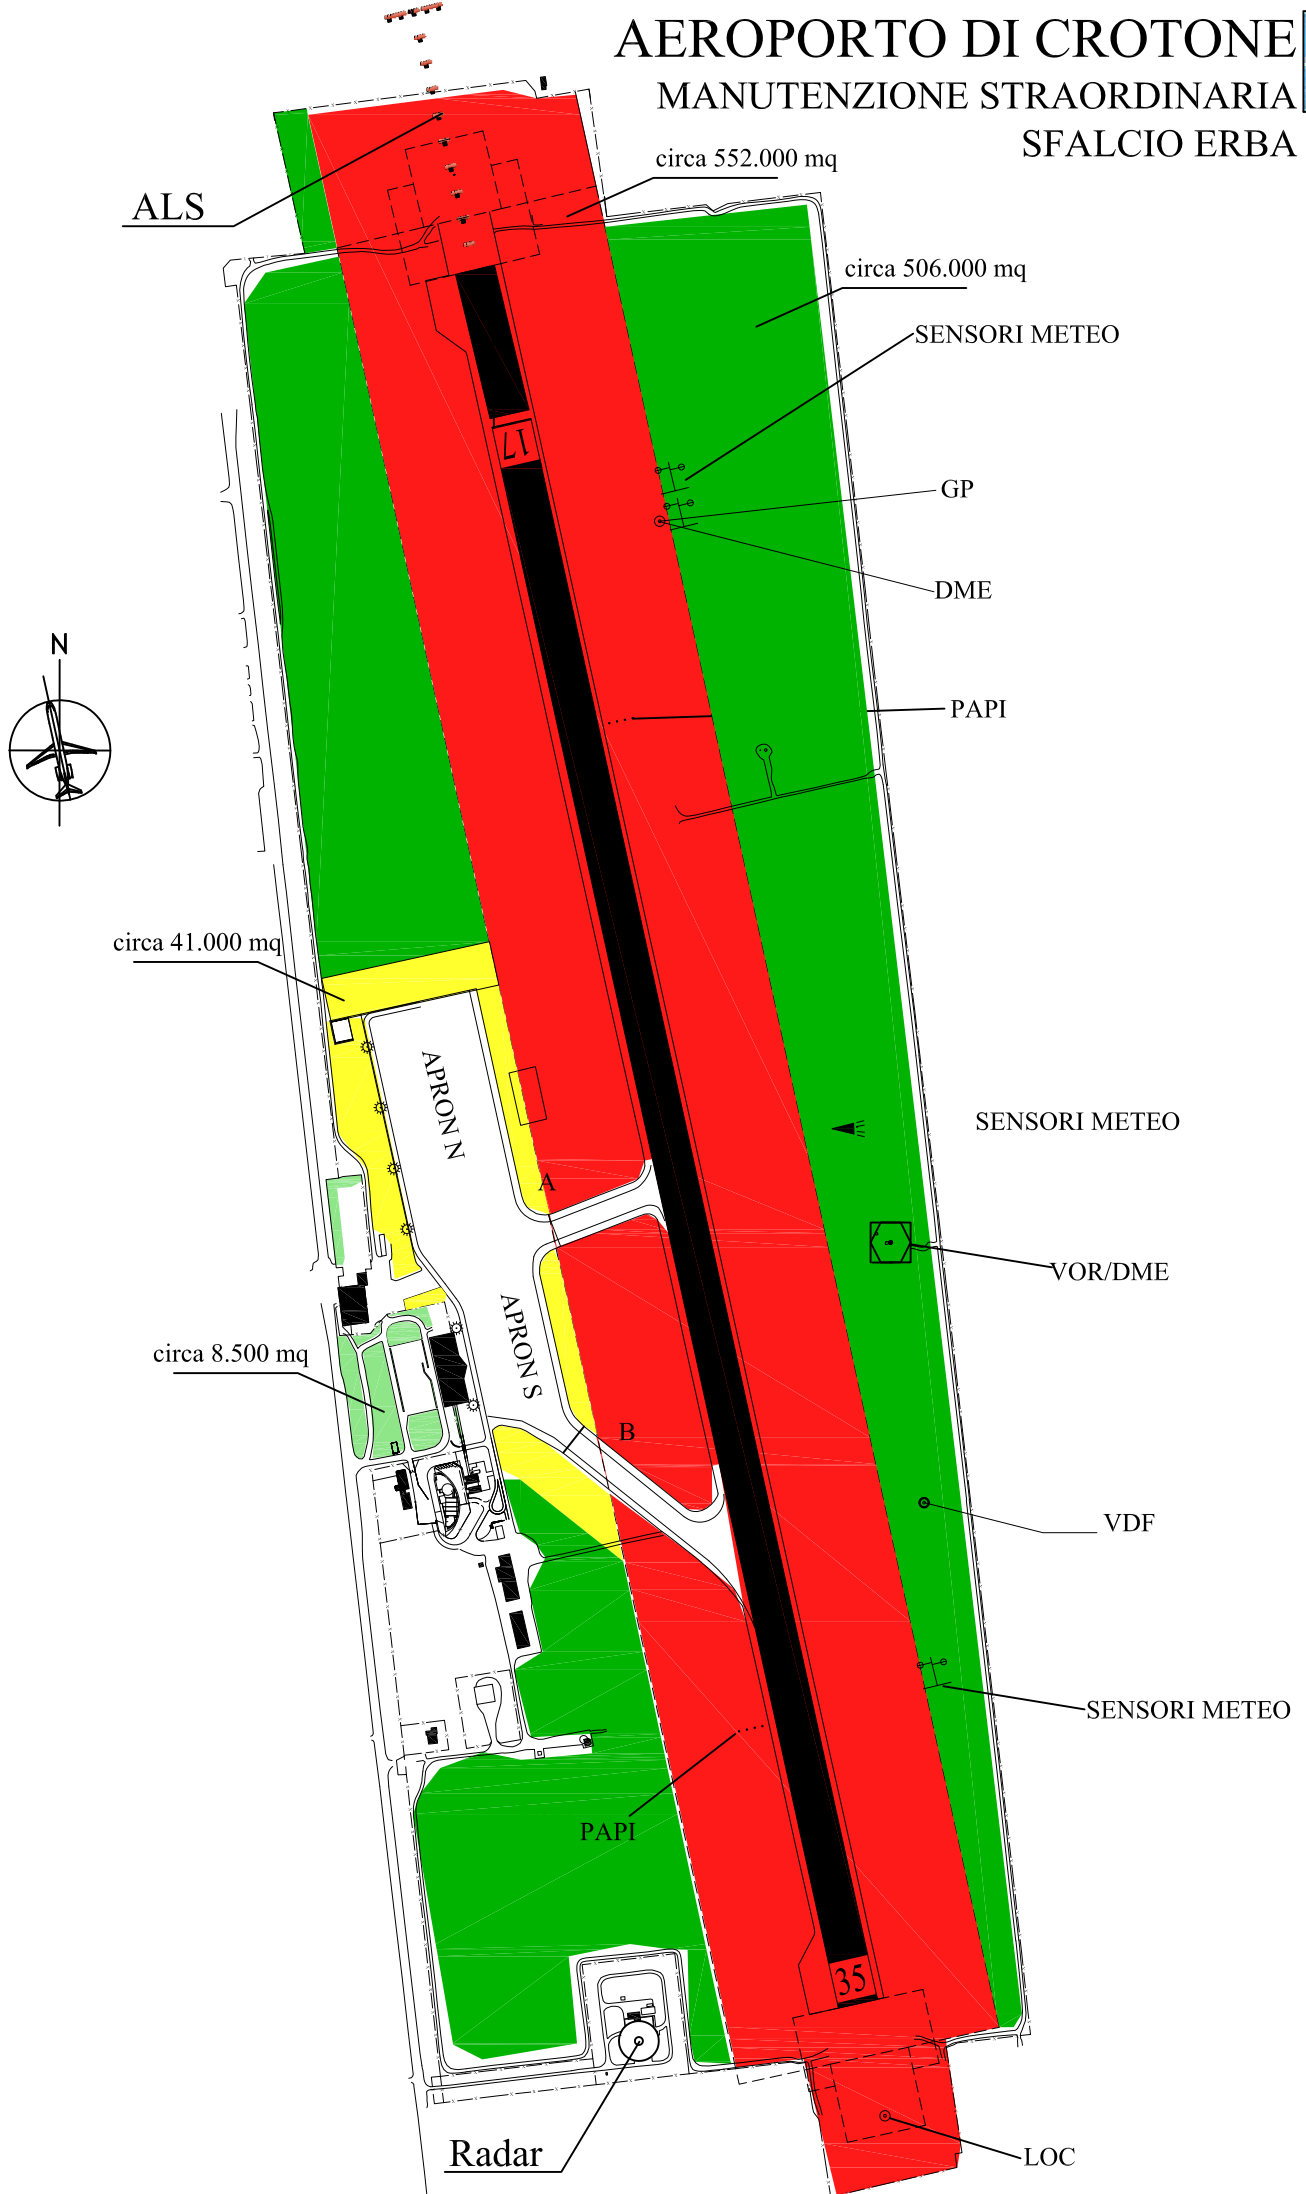 AEROPORTO DI CROTONE
MANUTENZIONE STRAORDINARIA
SFALCIO ERBA
circa 552.000 mq
ALS
circa 506.000 mq
SENSORI METEO
17
GP
DME
N
PAPI
circa 41.000 mq
APRON N
SENSORI METEO
A
VOR/DME
APRON S
circa 8.500 mq
B
VDF
SENSORI METEO
PAPI
35
Radar
LOC